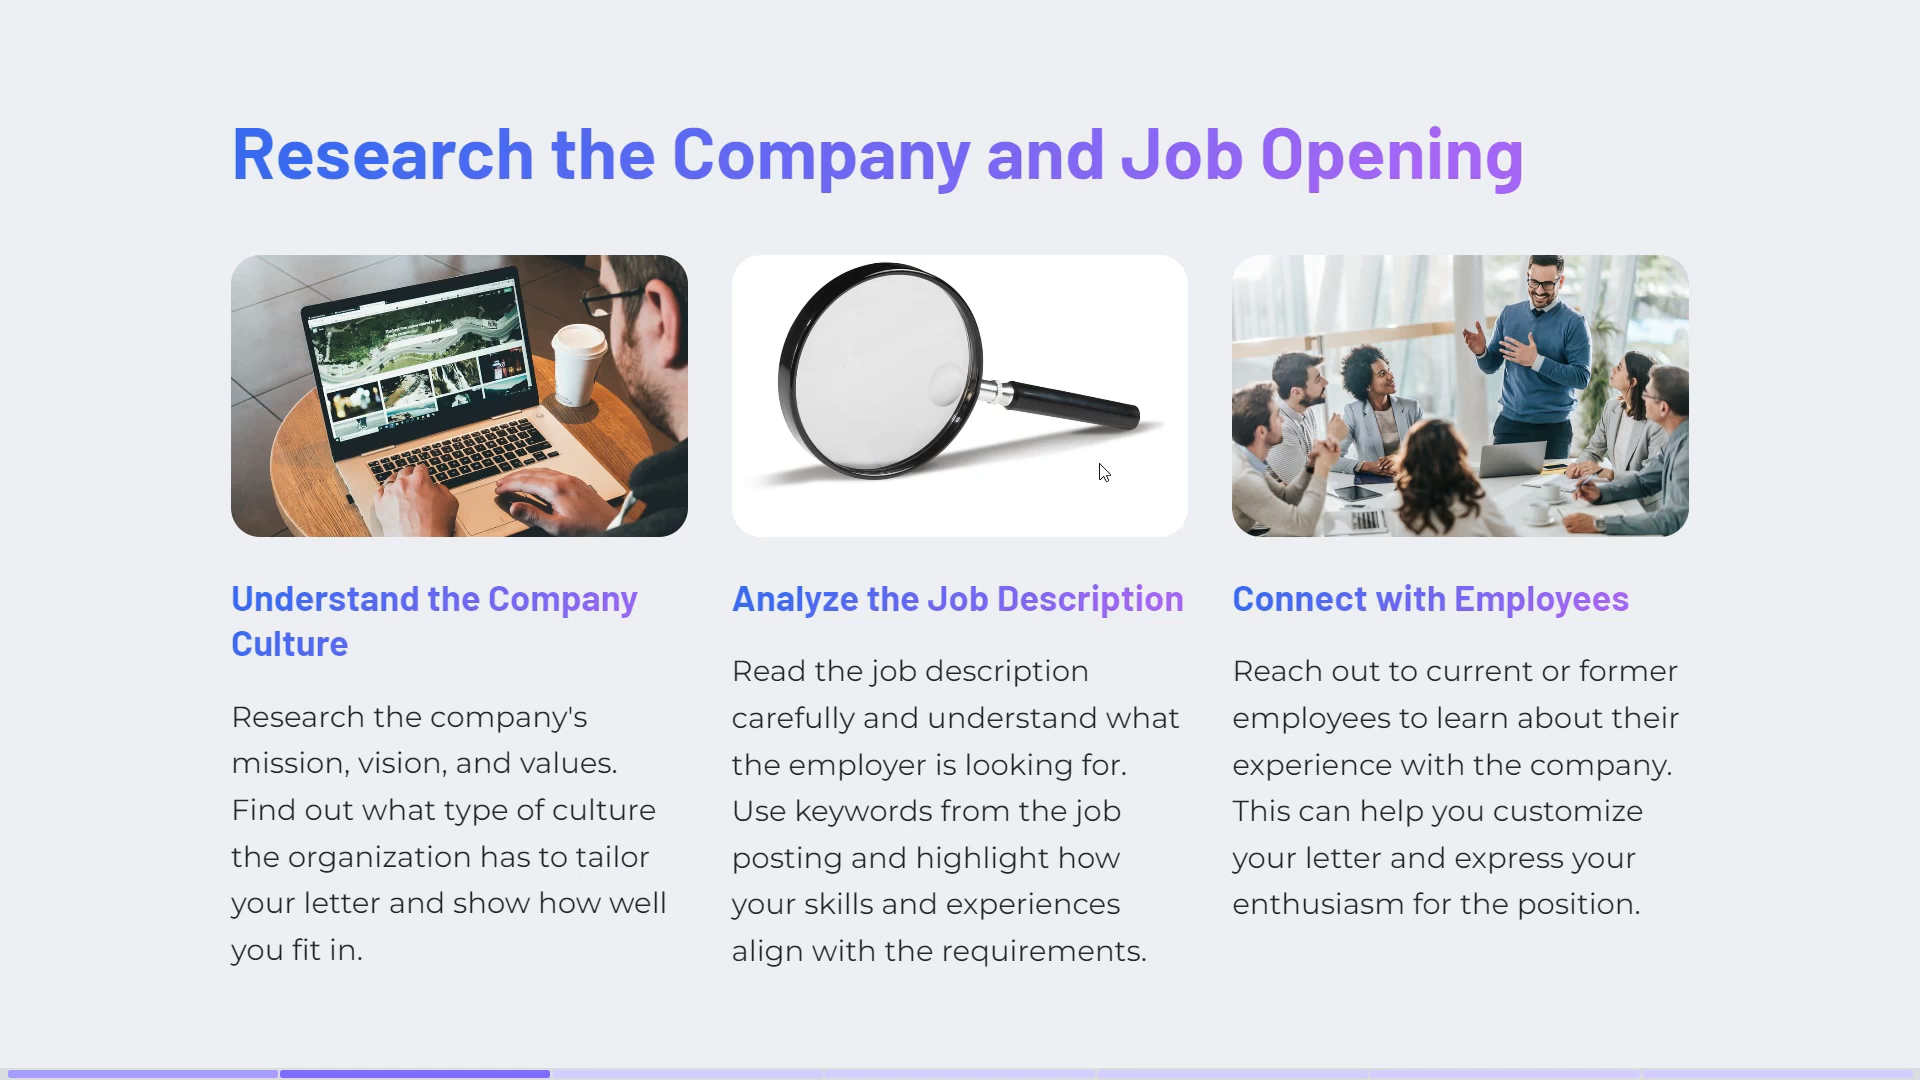 Research the Company and Job Opening
Understand the Company
Culture
Research the company's
mission, vision, and values.
Find out what type of culture
the organization has to tailor
your letter and show how well
you fit in.
Analyze the Job Description
Read the job description
carefully and understand what
the employer is looking for.
Use keywords from the job
posting and highlight how
your skills and experiences
align with the requirements.
Connect with Employees
Reach out to current or former
employees to learn about their
experience with the company.
This can help you customize
your letter and express your
enthusiasm for the position.